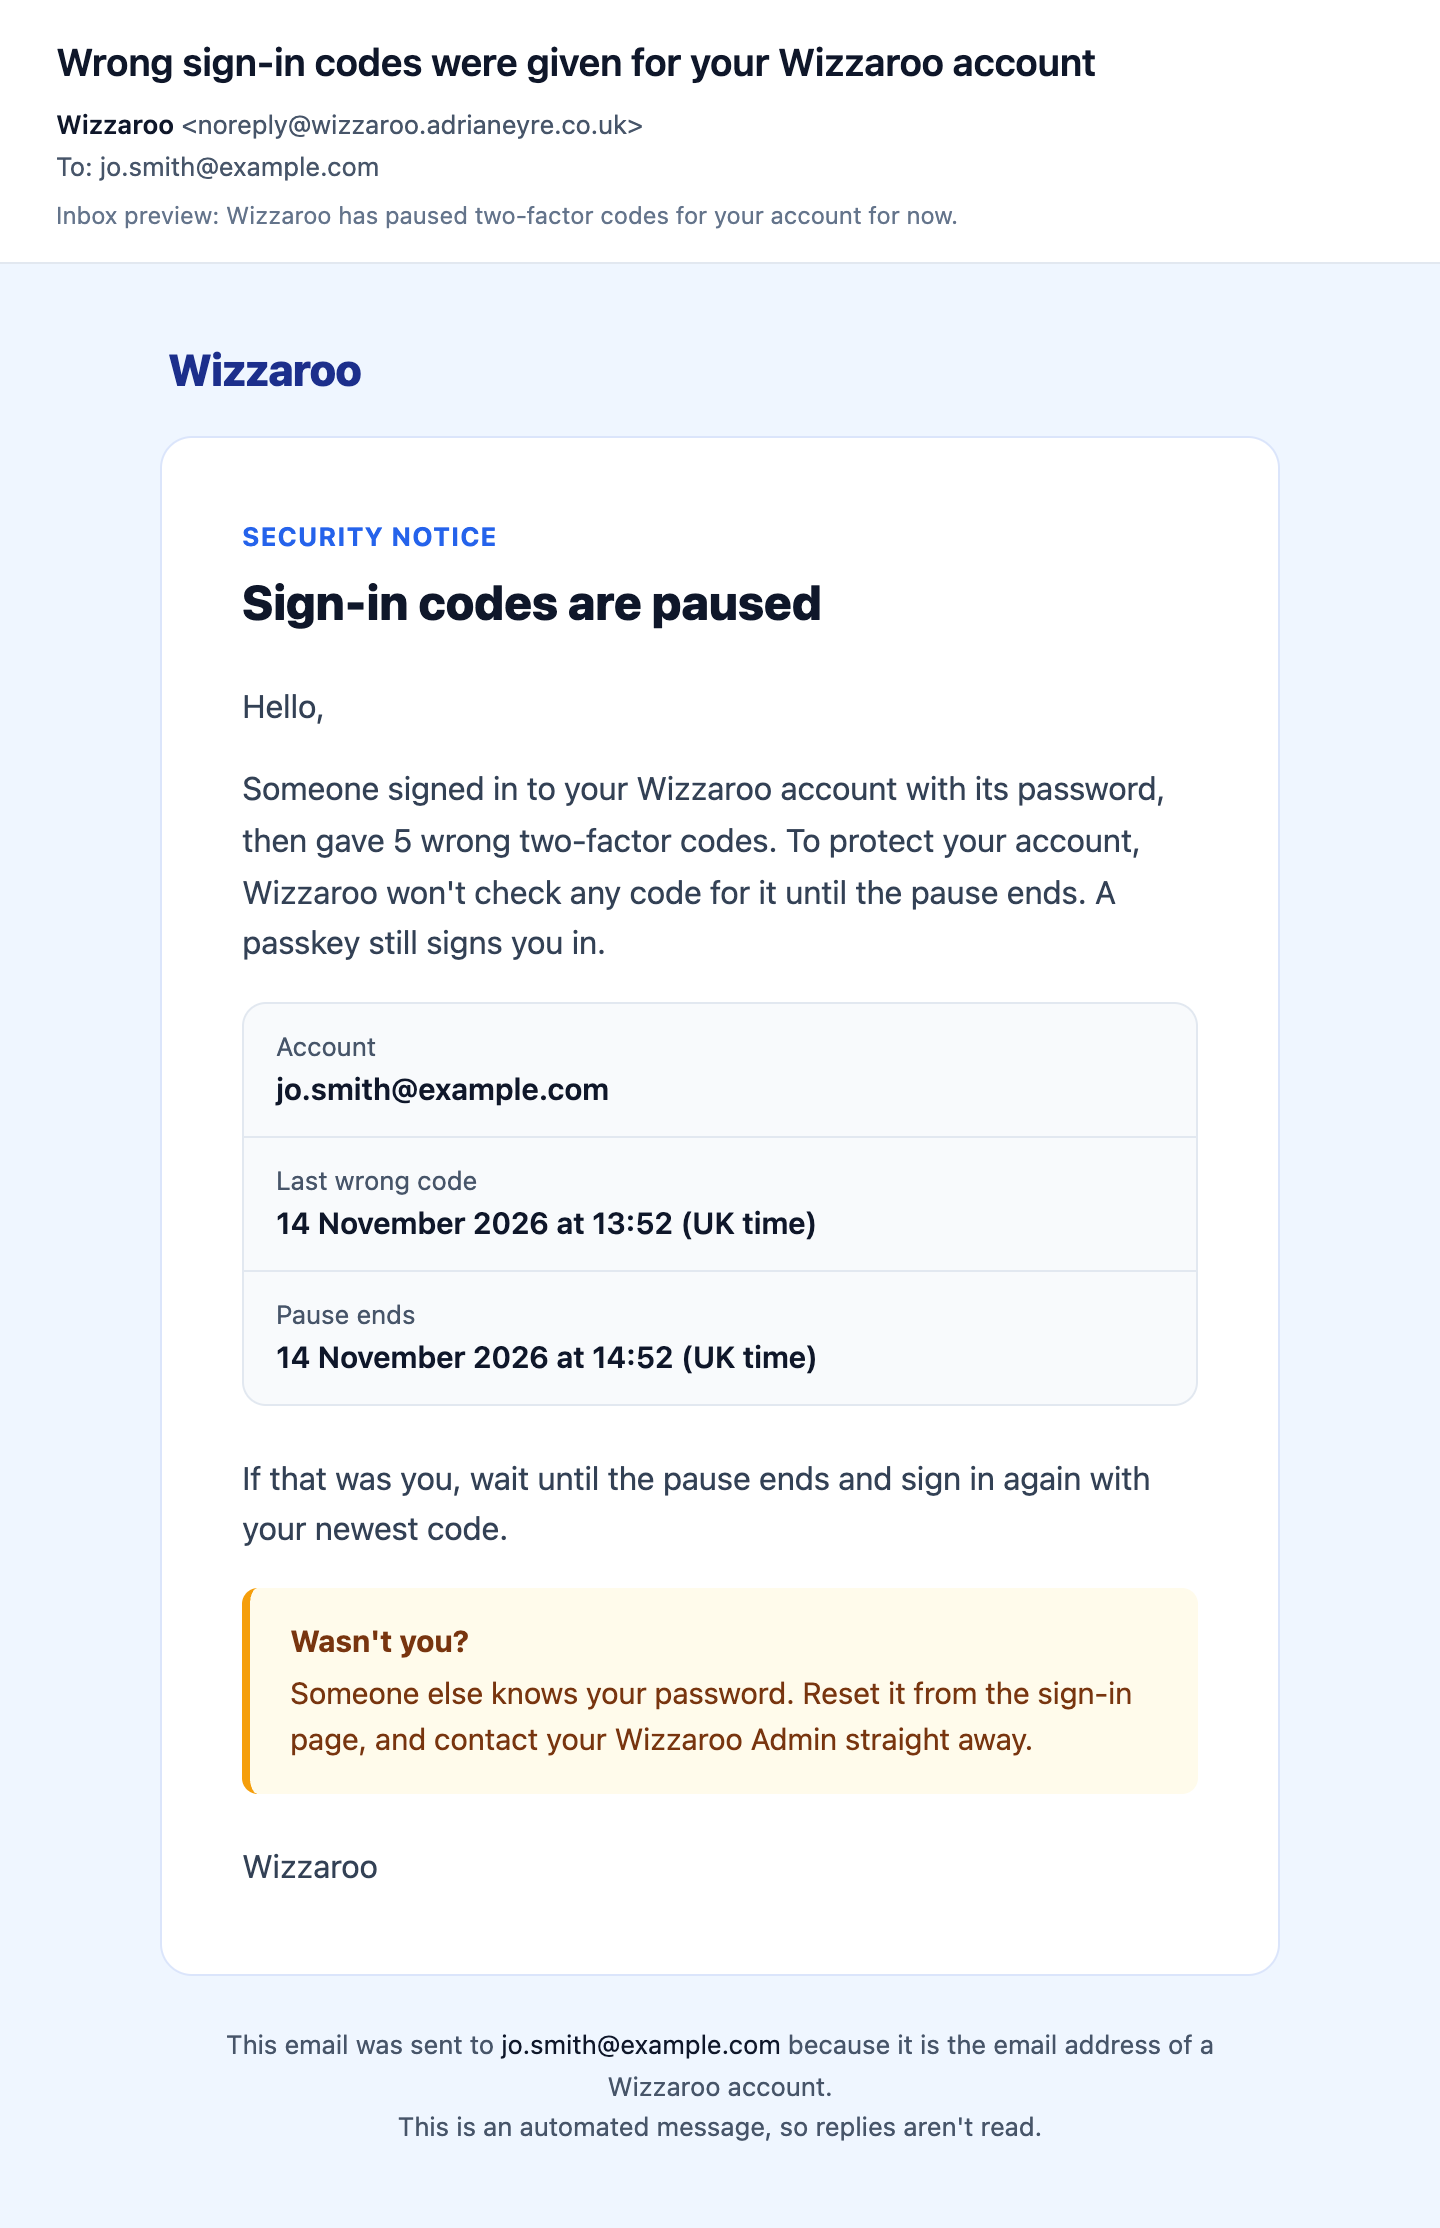 Wrong sign-in codes were given for your Wizzaroo account
Wizzaroo <noreply@wizzaroo.adrianeyre.co.uk>
To: jo.smith@example.com
Inbox preview: Wizzaroo has paused two-factor codes for your account for now.
Wizzaroo
SECURITY NOTICE
Sign-in codes are paused
Hello,
Someone signed in to your Wizzaroo account with its password,
then gave 5 wrong two-factor codes. To protect your account,
Wizzaroo won't check any code for it until the pause ends. A
passkey still signs you in.
Account
jo.smith@example.com
Last wrong code
14 November 2026 at 13:52 (UK time)
Pause ends
14 November 2026 at 14:52 (UK time)
If that was you, wait until the pause ends and sign in again with
your newest code.
Wasn't you?
Someone else knows your password. Reset it from the sign-in
page, and contact your Wizzaroo Admin straight away.
Wizzaroo
This email was sent to jo.smith@example.com because it is the email address of a
Wizzaroo account.
This is an automated message, so replies aren't read.